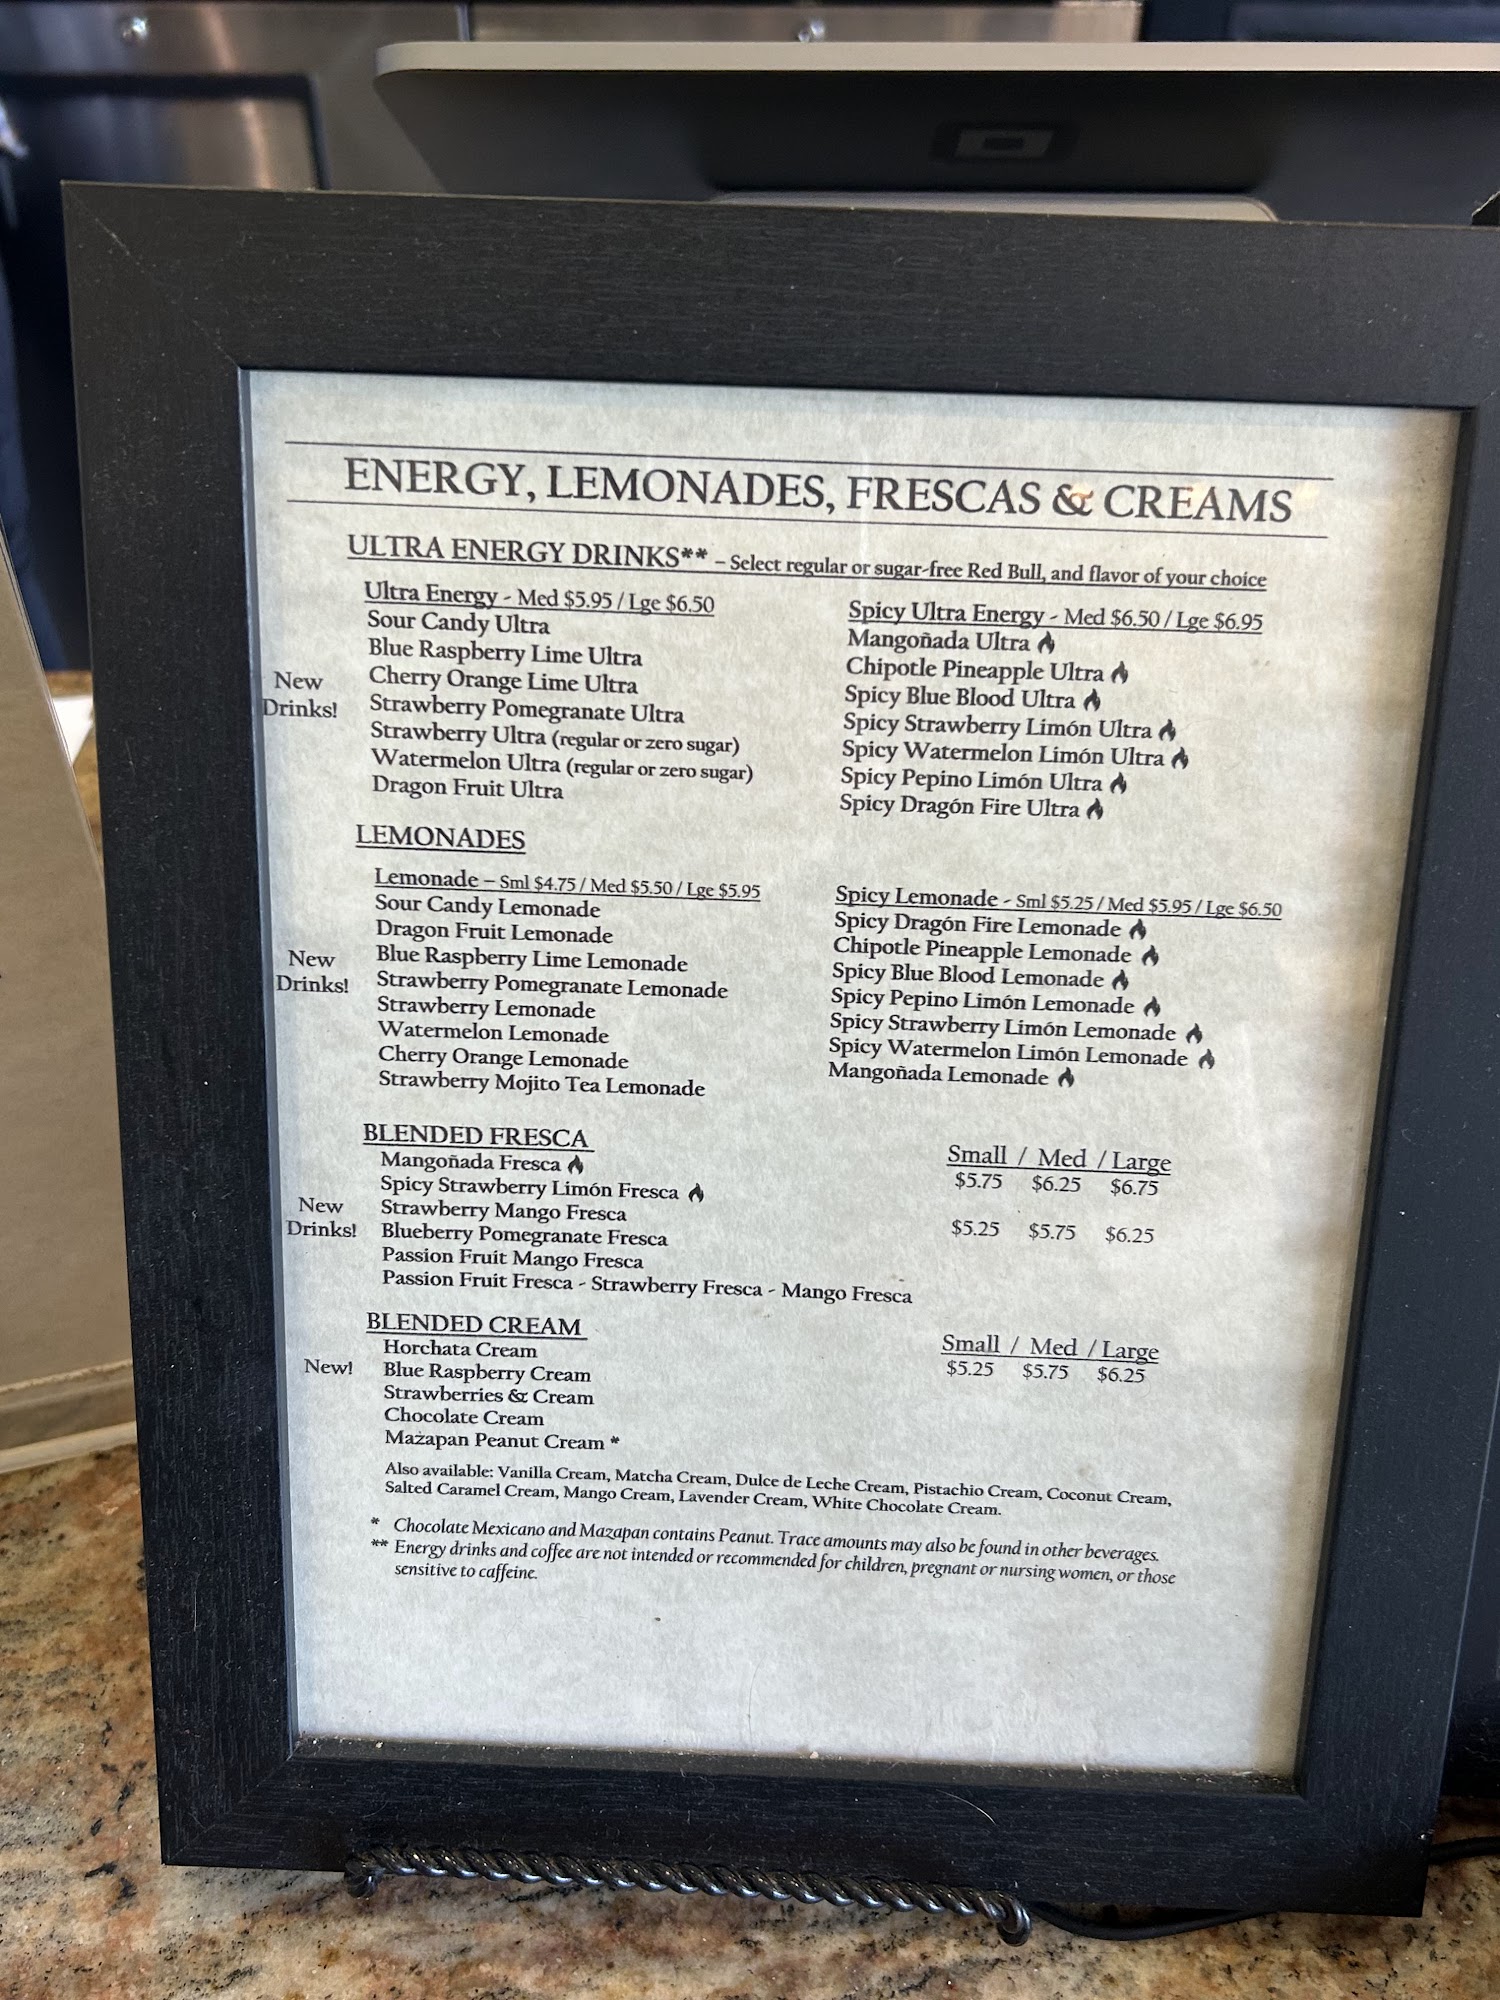 ENERGY, LEMONADES, FRESCAS & CREAMS
ULTRA ENERGY DRINKS** – Select regular or sugar-free Red Bull, and flavor of your choice
Ultra Energy - Med $5.95 / Lge $6.50
Sour Candy Ultra
Blue Raspberry Lime Ultra
Cherry Orange Lime Ultra
Strawberry Pomegranate Ultra
Strawberry Ultra (regular or zero sugar)
Watermelon Ultra (regular or zero sugar)
Dragon Fruit Ultra
New
Drinks!
Spicy Ultra Energy - Med $6.50 / Lge $6.95
Mangoñada Ultra
Chipotle Pineapple Ultra
Spicy Blue Blood Ultra
Spicy Strawberry Limón Ultra
Spicy Watermelon Limón Ultra
Spicy Pepino Limón Ultra
Spicy Dragón Fire Ultra
LEMONADES
Lemonade – Sml $4.75 / Med $5.50 / Lge $5.95
Sour Candy Lemonade
Dragon Fruit Lemonade
Blue Raspberry Lime Lemonade
Strawberry Pomegranate Lemonade
Strawberry Lemonade
Watermelon Lemonade
Cherry Orange Lemonade
Strawberry Mojito Tea Lemonade
New
Drinks!
Spicy Lemonade - Sml $5.25 / Med $5.95 / Lge $6.50
Spicy Dragón Fire Lemonade
Chipotle Pineapple Lemonade
Spicy Blue Blood Lemonade
Spicy Pepino Limón Lemonade
Spicy Strawberry Limón Lemonade
Spicy Watermelon Limón Lemonade
Mangoñada Lemonade
BLENDED FRESCA
Small / Med / Large
Mangoñada Fresca
$5.75 $6.25 $6.75
Spicy Strawberry Limón Fresca
New
Drinks!
Strawberry Mango Fresca
$5.25 $5.75 $6.25
Blueberry Pomegranate Fresca
Passion Fruit Mango Fresca
Passion Fruit Fresca - Strawberry Fresca - Mango Fresca
BLENDED CREAM
Small / Med / Large
Horchata Cream
$5.25 $5.75 $6.25
New!
Blue Raspberry Cream
Strawberries & Cream
Chocolate Cream
Mazapan Peanut Cream *
Also available: Vanilla Cream, Matcha Cream, Dulce de Leche Cream, Pistachio Cream, Coconut Cream,
Salted Caramel Cream, Mango Cream, Lavender Cream, White Chocolate Cream.
* Chocolate Mexicano and Mazapan contains Peanut. Trace amounts may also be found in other beverages.
** Energy drinks and coffee are not intended or recommended for children, pregnant or nursing women, or those
sensitive to caffeine.